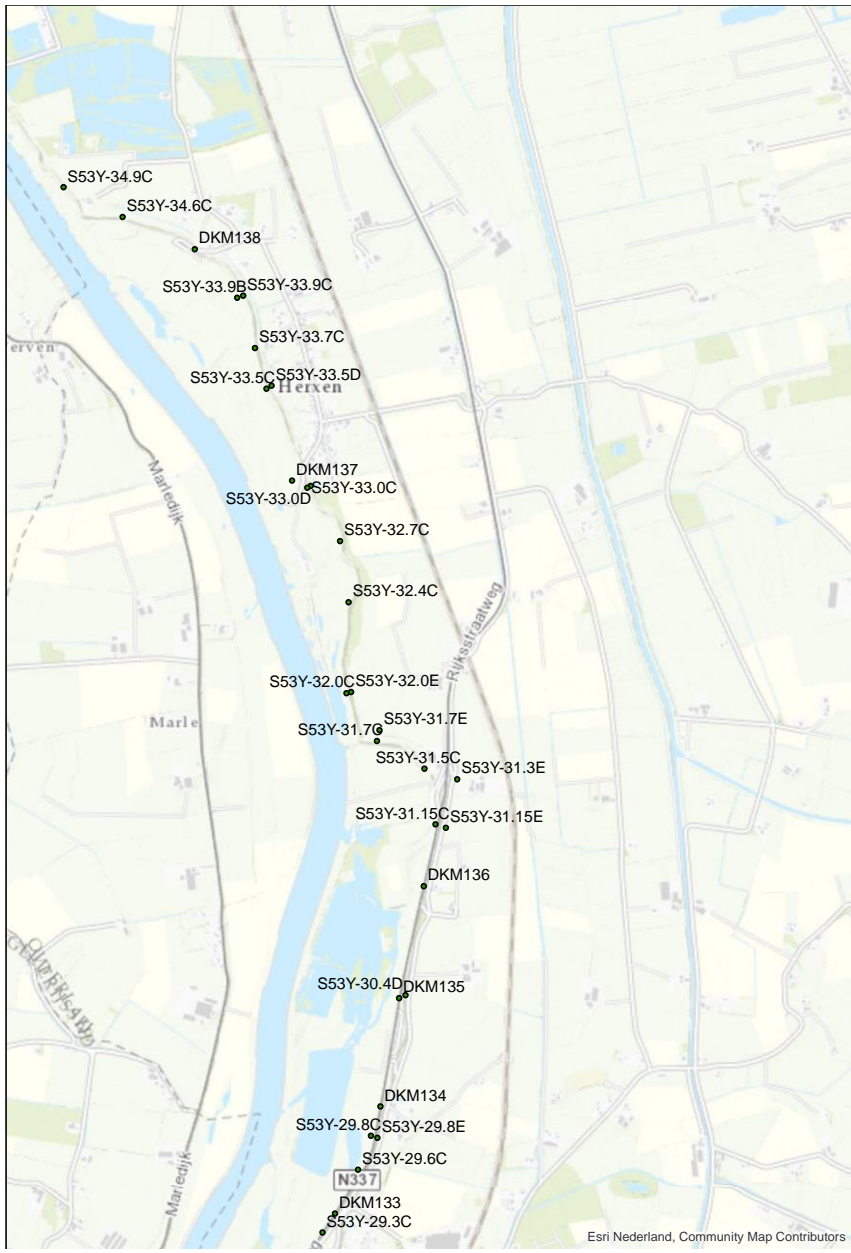 S53Y-34.9C
S53Y-34.6C
DKM138
S53Y-33.9B
S53Y-33.9C
S53Y-33.7C
erven
S53Y-33.5C
S53Y-33.5D
Herxen
Marledijk
DKM137
S53Y-33.0D
S53Y-33.0C
S53Y-32.7C
S53Y-32.4C
Rijksstraatweg
S53Y-32.0C
S53Y-32.0E
Marle
S53Y-31.7C
S53Y-31.7E
S53Y-31.5C
S53Y-31.3E
S53Y-31.15C
S53Y-31.15E
DKM136
S53Y-30.4D
DKM135
DKM134
S53Y-29.8C
S53Y-29.8E
S53Y-29.6C
N337
Marledijk
DKM133
S53Y-29.3C
Esri Nederland, Community Map Contributors